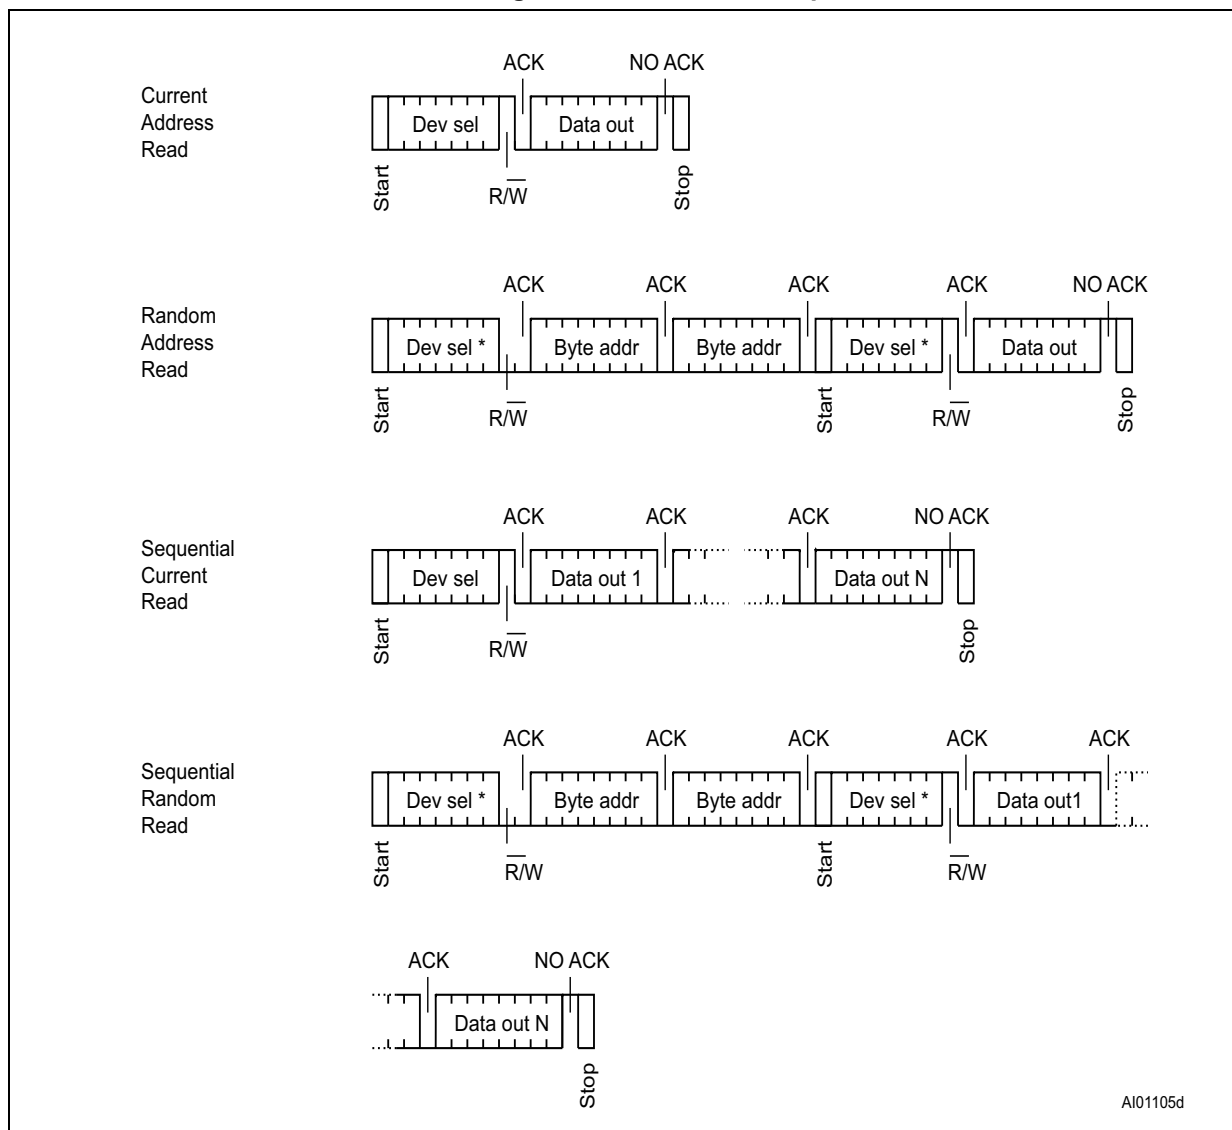 ACK NO ACK
Current
Address
Read
Dev sel Data out
Start R/W̅ Stop
ACK ACK ACK ACK NO ACK
Random
Address
Read
Dev sel * Byte addr Byte addr Dev sel * Data out
Start R/W̅ Start R/W̅ Stop
ACK ACK ACK NO ACK
Sequential
Current
Read
Dev sel Data out 1 Data out N
Start R/W̅ Stop
ACK ACK ACK ACK ACK
Sequential
Random
Read
Dev sel * Byte addr Byte addr Dev sel * Data out1
Start R̅/W Start R̅/W
ACK NO ACK
Data out N
Stop
AI01105d